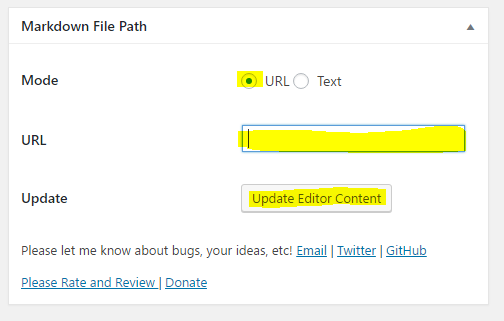 Markdown File Path
Mode URL Text
URL
Update Update Editor Content
Please let me know about bugs, your ideas, etc! Email | Twitter | GitHub
Please Rate and Review | Donate